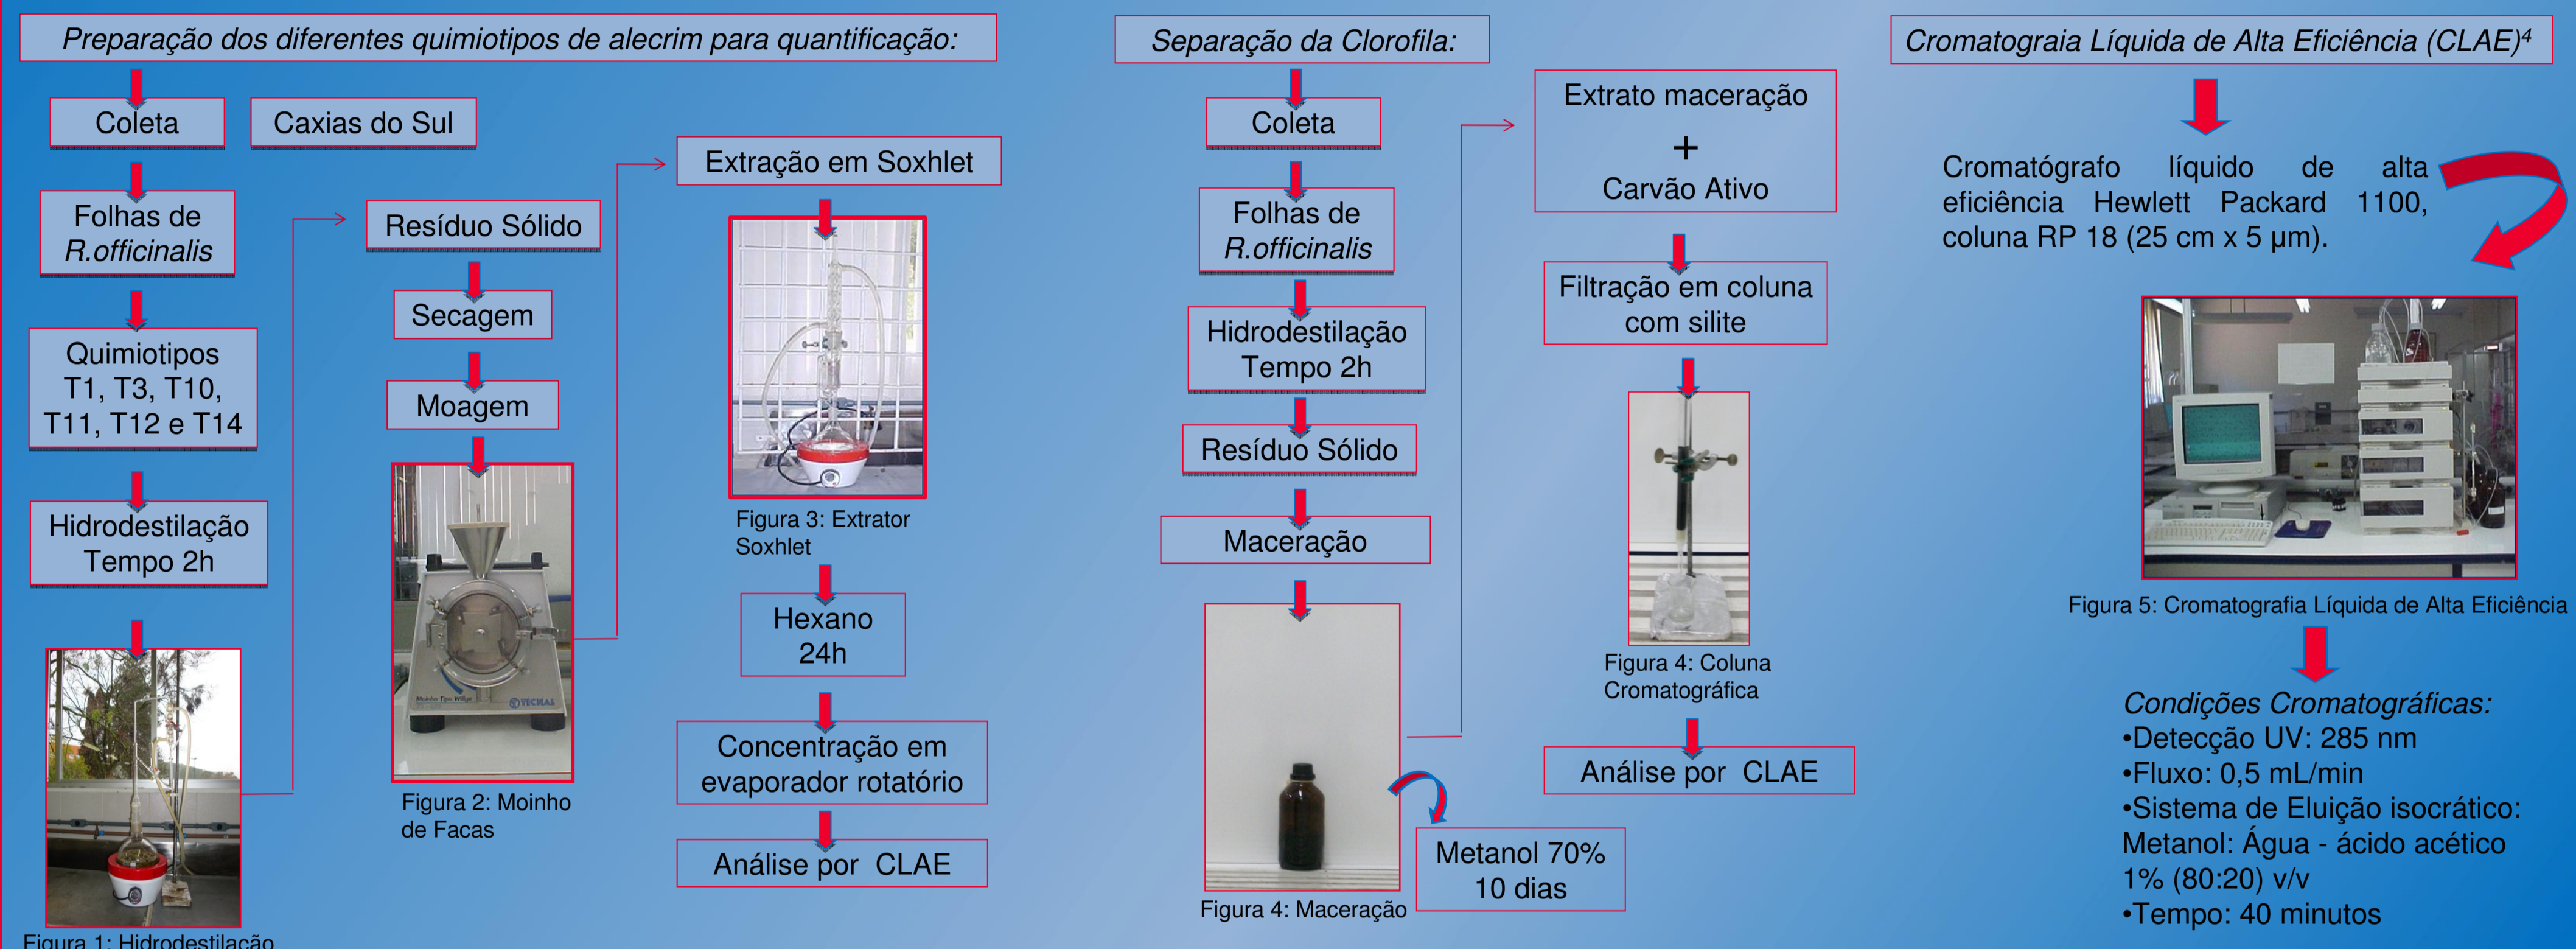 Preparação dos diferentes quimiotipos de alecrim para quantificação:
Coleta
Caxias do Sul
Folhas de
R.officinalis
Quimiotipos
T1, T3, T10,
T11, T12 e T14
Hidrodestilação
Tempo 2h
Figura 1: Hidrodestilação
Resíduo Sólido
Secagem
Moagem
Moinho Tipo Willye
TECNAL
Figura 2: Moinho
de Facas
Extração em Soxhlet
Figura 3: Extrator
Soxhlet
Hexano
24h
Concentração em
evaporador rotatório
Análise por CLAE
Separação da Clorofila:
Coleta
Folhas de
R.officinalis
Hidrodestilação
Tempo 2h
Resíduo Sólido
Maceração
Figura 4: Maceração
Metanol 70%
10 dias
Extrato maceração
+
Carvão Ativo
Filtração em coluna
com silite
Figura 4: Coluna
Cromatográfica
Análise por CLAE
Cromatograia Líquida de Alta Eficiência (CLAE)4
Cromatógrafo líquido de alta
eficiência Hewlett Packard 1100,
coluna RP 18 (25 cm x 5 μm).
Figura 5: Cromatografia Líquida de Alta Eficiência
Condições Cromatográficas:
•Detecção UV: 285 nm
•Fluxo: 0,5 mL/min
•Sistema de Eluição isocrático:
Metanol: Água - ácido acético
1% (80:20) v/v
•Tempo: 40 minutos